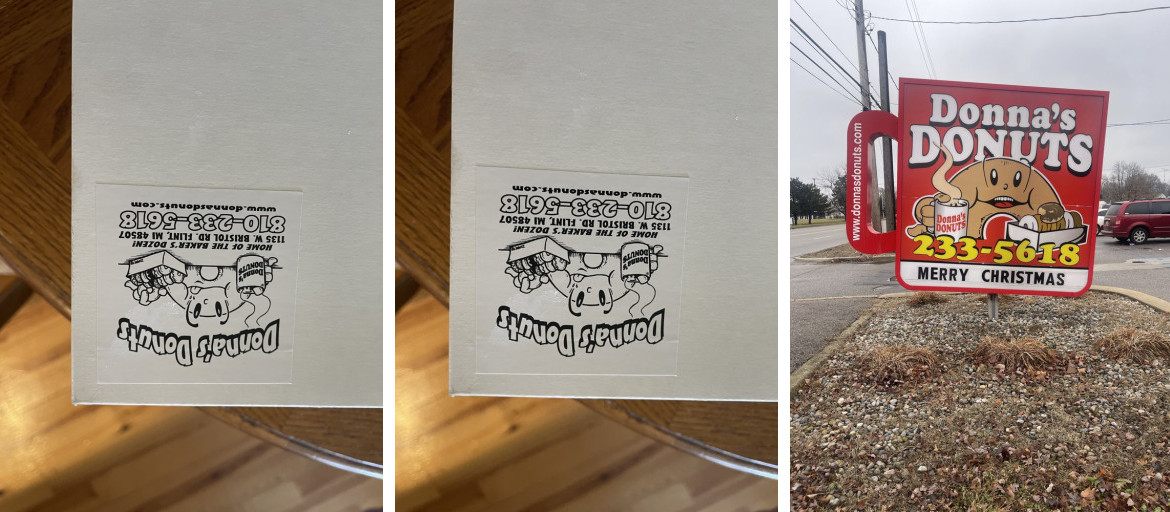 Donna's Donuts
Donna's
DONUTS
HOME OF THE BAKER'S DOZEN!
1135 W. BRISTOL RD. FLINT, MI 48507
810-233-5618
www.donnasdonuts.com
Donna's Donuts
Donna's
DONUTS
HOME OF THE BAKER'S DOZEN!
1135 W. BRISTOL RD. FLINT, MI 48507
810-233-5618
www.donnasdonuts.com
Donna's
DONUTS
www.donnasdonuts.com
Donna's
DONUTS
233-5618
MERRY CHRISTMAS